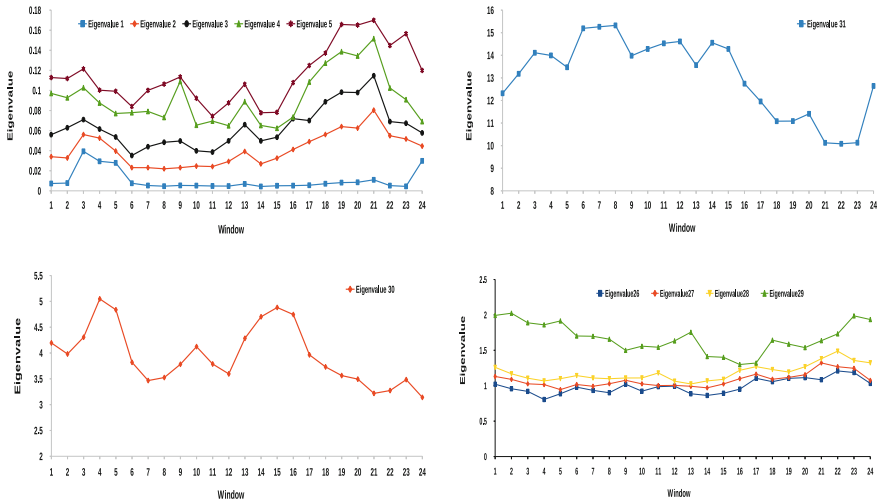 Eigenvalue 1 Eigenvalue 2 Eigenvalue 3 Eigenvalue 4 Eigenvalue 5
Eigenvalue
0.18
0.16
0.14
0.12
0.1
0.08
0.06
0.04
0.02
0
1 2 3 4 5 6 7 8 9 10 11 12 13 14 15 16 17 18 19 20 21 22 23 24
Window
Eigenvalue 31
Eigenvalue
16
15
14
13
12
11
10
9
8
1 2 3 4 5 6 7 8 9 10 11 12 13 14 15 16 17 18 19 20 21 22 23 24
Window
Eigenvalue 30
Eigenvalue
5.5
5
4.5
4
3.5
3
2.5
2
1 2 3 4 5 6 7 8 9 10 11 12 13 14 15 16 17 18 19 20 21 22 23 24
Window
Eigenvalue26 Eigenvalue27 Eigenvalue28 Eigenvalue29
Eigenvalue
2.5
2
1.5
1
0.5
0
1 2 3 4 5 6 7 8 9 10 11 12 13 14 15 16 17 18 19 20 21 22 23 24
Window